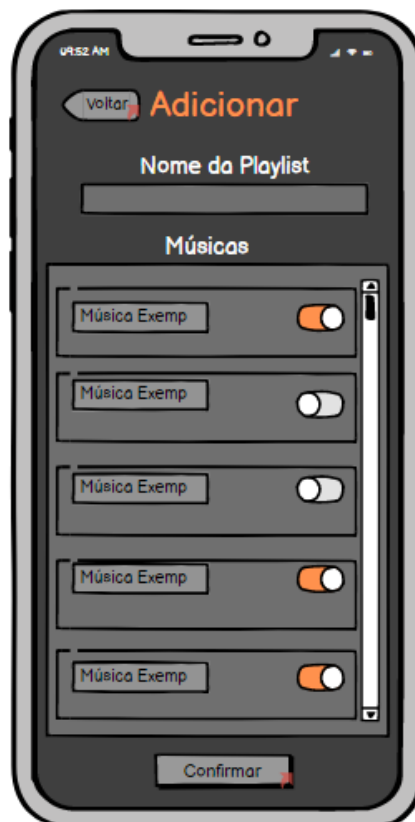 09:52 AM
Voltar
Adicionar
Nome da Playlist
Músicas
Música Exemp
Música Exemp
Música Exemp
Música Exemp
Música Exemp
Confirmar